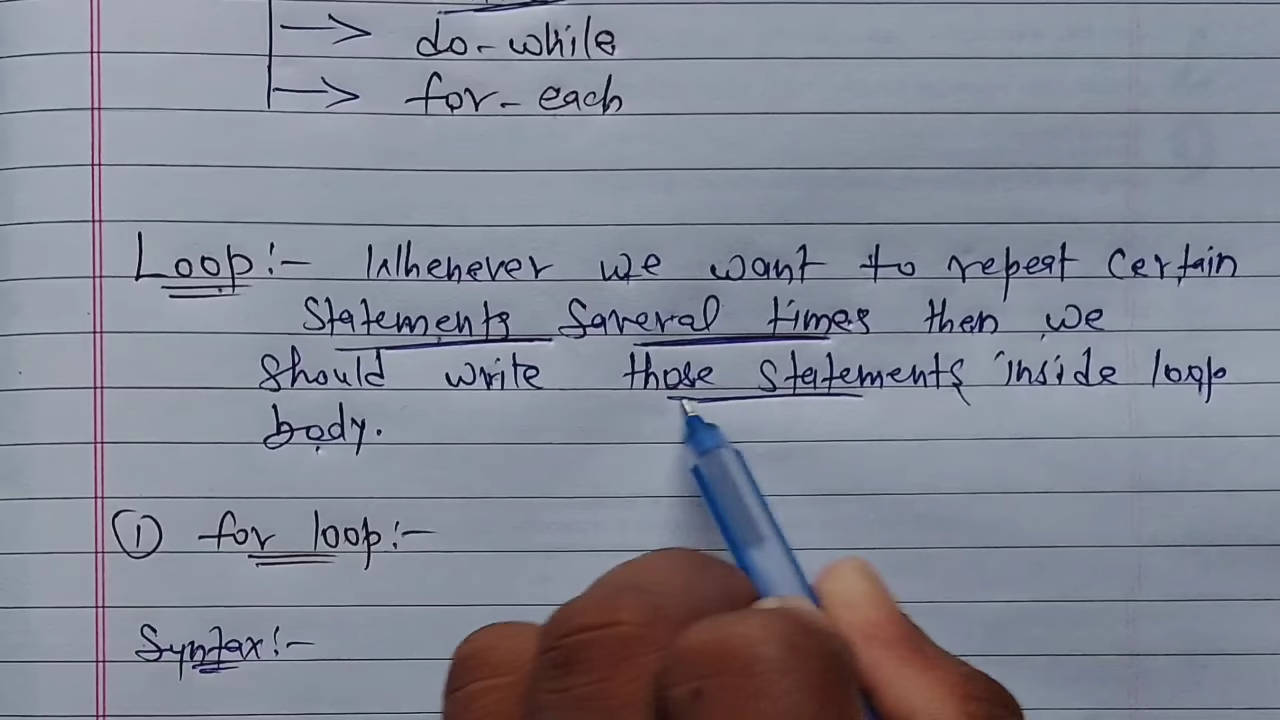 do-while
for-each
Loop:- Whenever we want to repeat certain
statements saveral times then we
should write those statements inside loop
body.
① for loop:-
Syntax:-